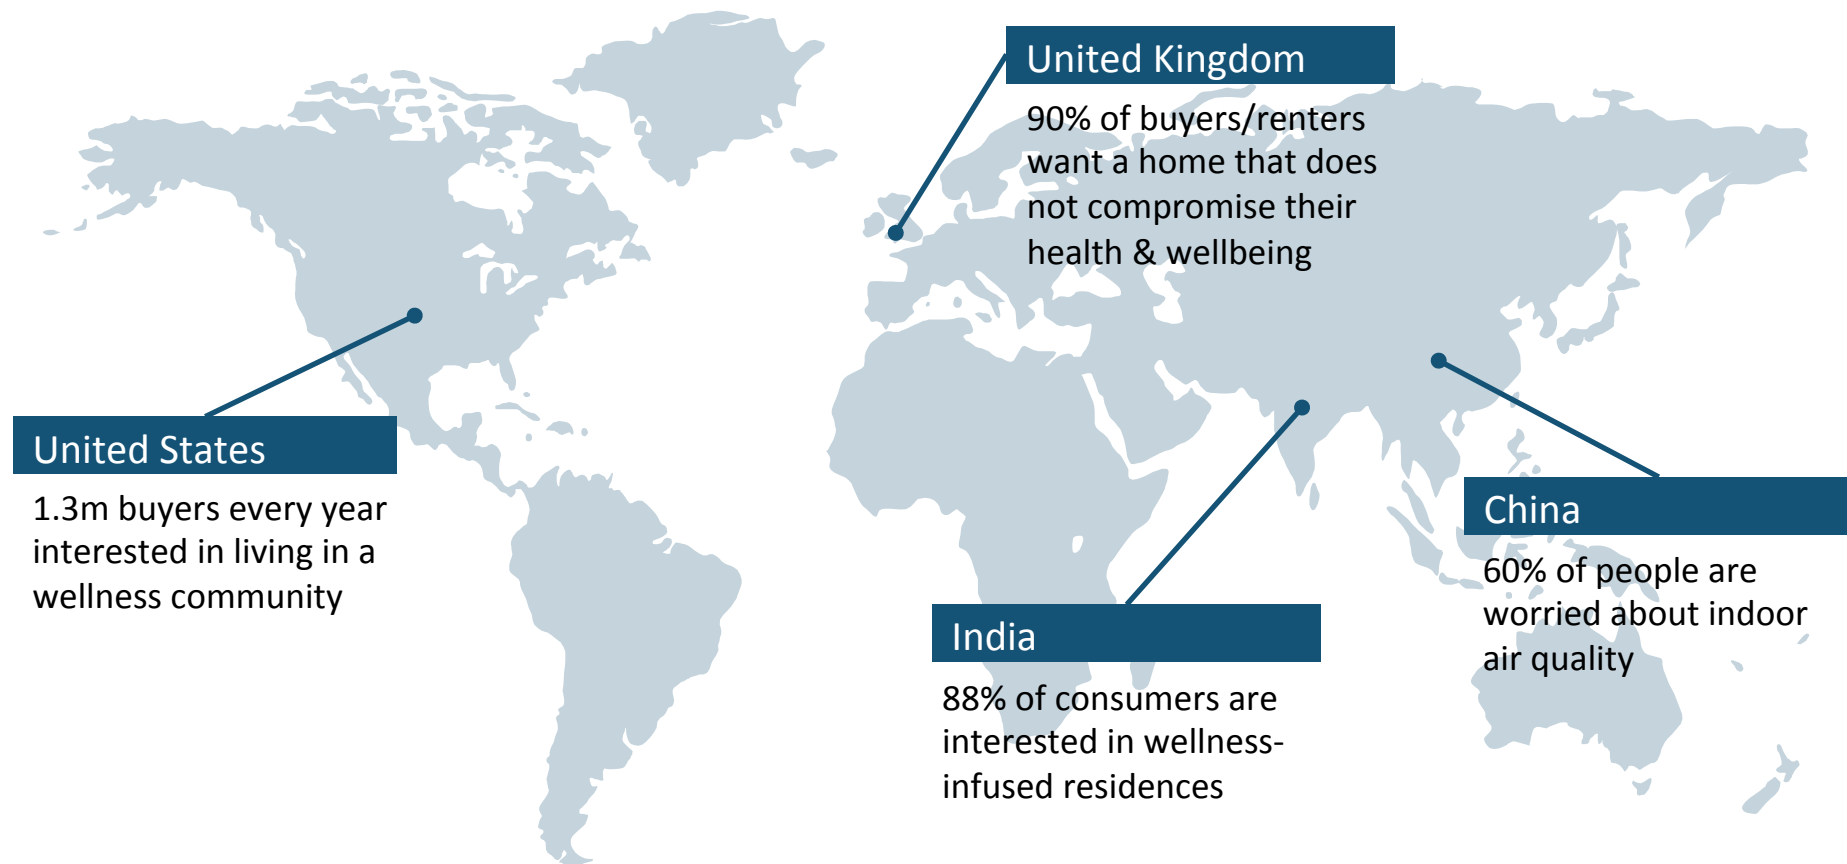 United Kingdom
90% of buyers/renters
want a home that does
not compromise their
health & wellbeing
United States
1.3m buyers every year
interested in living in a
wellness community
China
60% of people are
worried about indoor
air quality
India
88% of consumers are
interested in wellness-
infused residences